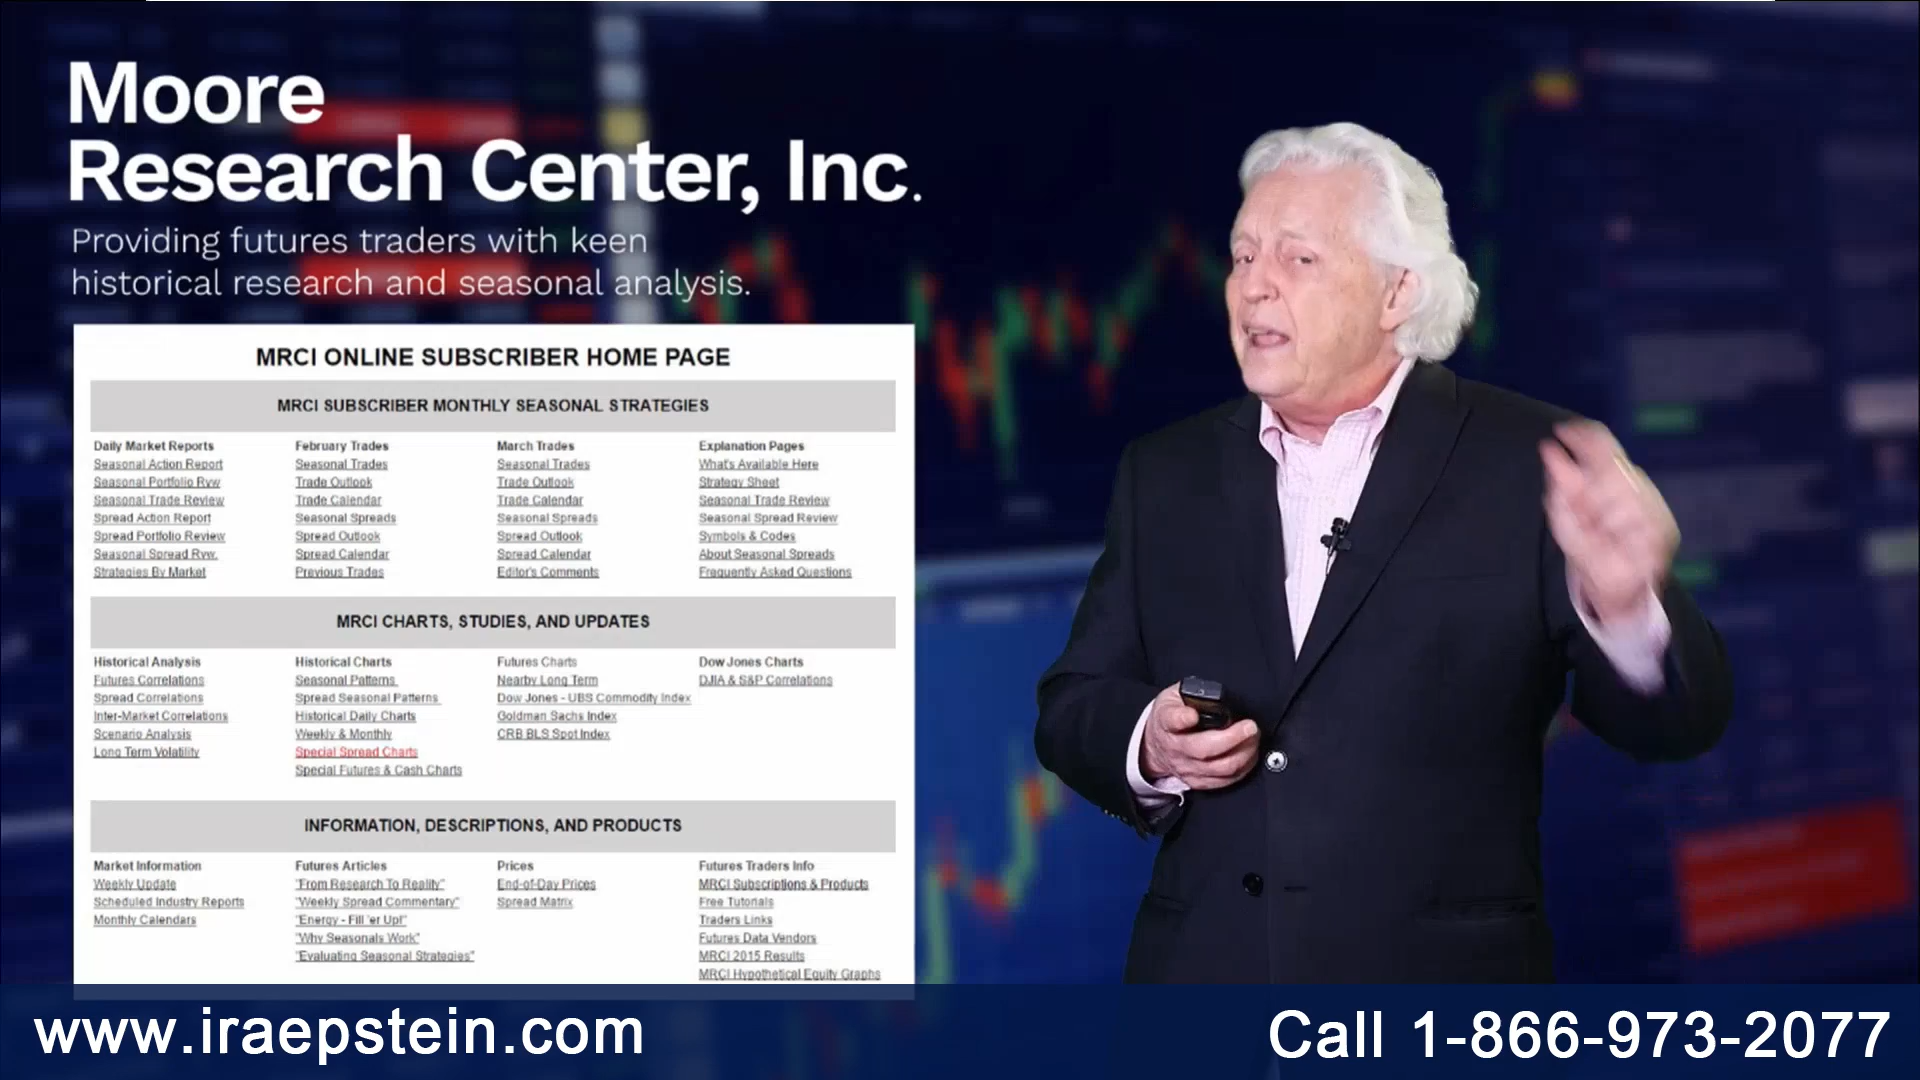 Moore
Research Center, Inc.
Providing futures traders with keen
historical research and seasonal analysis.
MRCI ONLINE SUBSCRIBER HOME PAGE
MRCI SUBSCRIBER MONTHLY SEASONAL STRATEGIES
Daily Market Reports
Seasonal Action Report
Seasonal Portfolio Rvw
Seasonal Trade Review
Spread Action Report
Spread Portfolio Review
Seasonal Spread Rvw.
Strategies By Market
February Trades
Seasonal Trades
Trade Outlook
Trade Calendar
Seasonal Spreads
Spread Outlook
Spread Calendar
Previous Trades
March Trades
Seasonal Trades
Trade Outlook
Trade Calendar
Seasonal Spreads
Spread Outlook
Spread Calendar
Editor's Comments
Explanation Pages
What's Available Here
Strategy Sheet
Seasonal Trade Review
Seasonal Spread Review
Symbols & Codes
About Seasonal Spreads
Frequently Asked Questions
MRCI CHARTS, STUDIES, AND UPDATES
Historical Analysis
Futures Correlations
Spread Correlations
Inter-Market Correlations
Scenario Analysis
Long Term Volatility
Historical Charts
Seasonal Patterns
Spread Seasonal Patterns
Historical Daily Charts
Weekly & Monthly
Special Spread Charts
Special Futures & Cash Charts
Futures Charts
Nearby Long Term
Dow Jones - UBS Commodity Index
Goldman Sachs Index
CRB BLS Spot Index
Dow Jones Charts
DJIA & S&P Correlations
INFORMATION, DESCRIPTIONS, AND PRODUCTS
Market Information
Weekly Update
Scheduled Industry Reports
Monthly Calendars
Futures Articles
"From Research To Reality"
"Weekly Spread Commentary"
"Energy - Fill 'er Up!"
"Why Seasonals Work"
"Evaluating Seasonal Strategies"
Prices
End-of-Day Prices
Spread Matrix
Futures Traders Info
MRCI Subscriptions & Products
Free Tutorials
Traders Links
Futures Data Vendors
MRCI 2015 Results
MRCI Hypothetical Equity Graphs
www.iraepstein.com
Call 1-866-973-2077